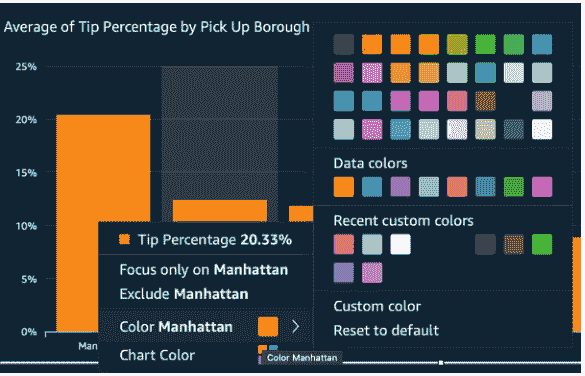 Average of Tip Percentage by Pick Up Borough
25%
20%
15%
10%
5%
0%
Man
Tip Percentage 20.33%
Focus only on Manhattan
Exclude Manhattan
Color Manhattan
Chart Color
Color Manhattan
Data colors
Recent custom colors
Custom color
Reset to default